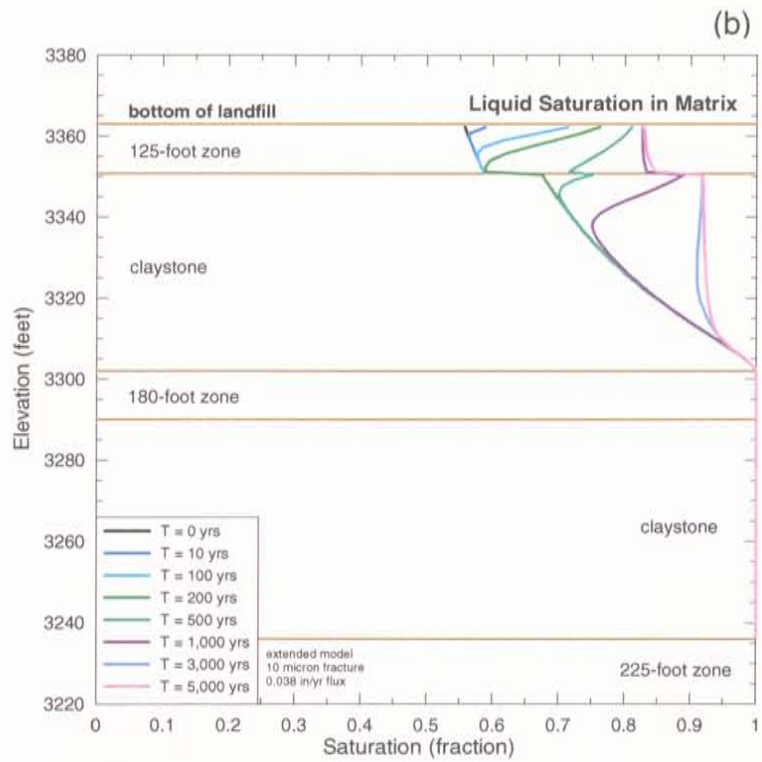 (b)
3380
Liquid Saturation in Matrix
bottom of landfill
3360
125-foot zone
3340
claystone
3320
3300
180-foot zone
3280
Elevation (feet)
claystone
3260
3240
T = 0 yrs
T = 10 yrs
T = 100 yrs
T = 200 yrs
T = 500 yrs
T = 1,000 yrs
T = 3,000 yrs
T = 5,000 yrs
extended model
10 micron fracture
0.038 in/yr flux
225-foot zone
3220
0 0.1 0.2 0.3 0.4 0.5 0.6 0.7 0.8 0.9 1
Saturation (fraction)